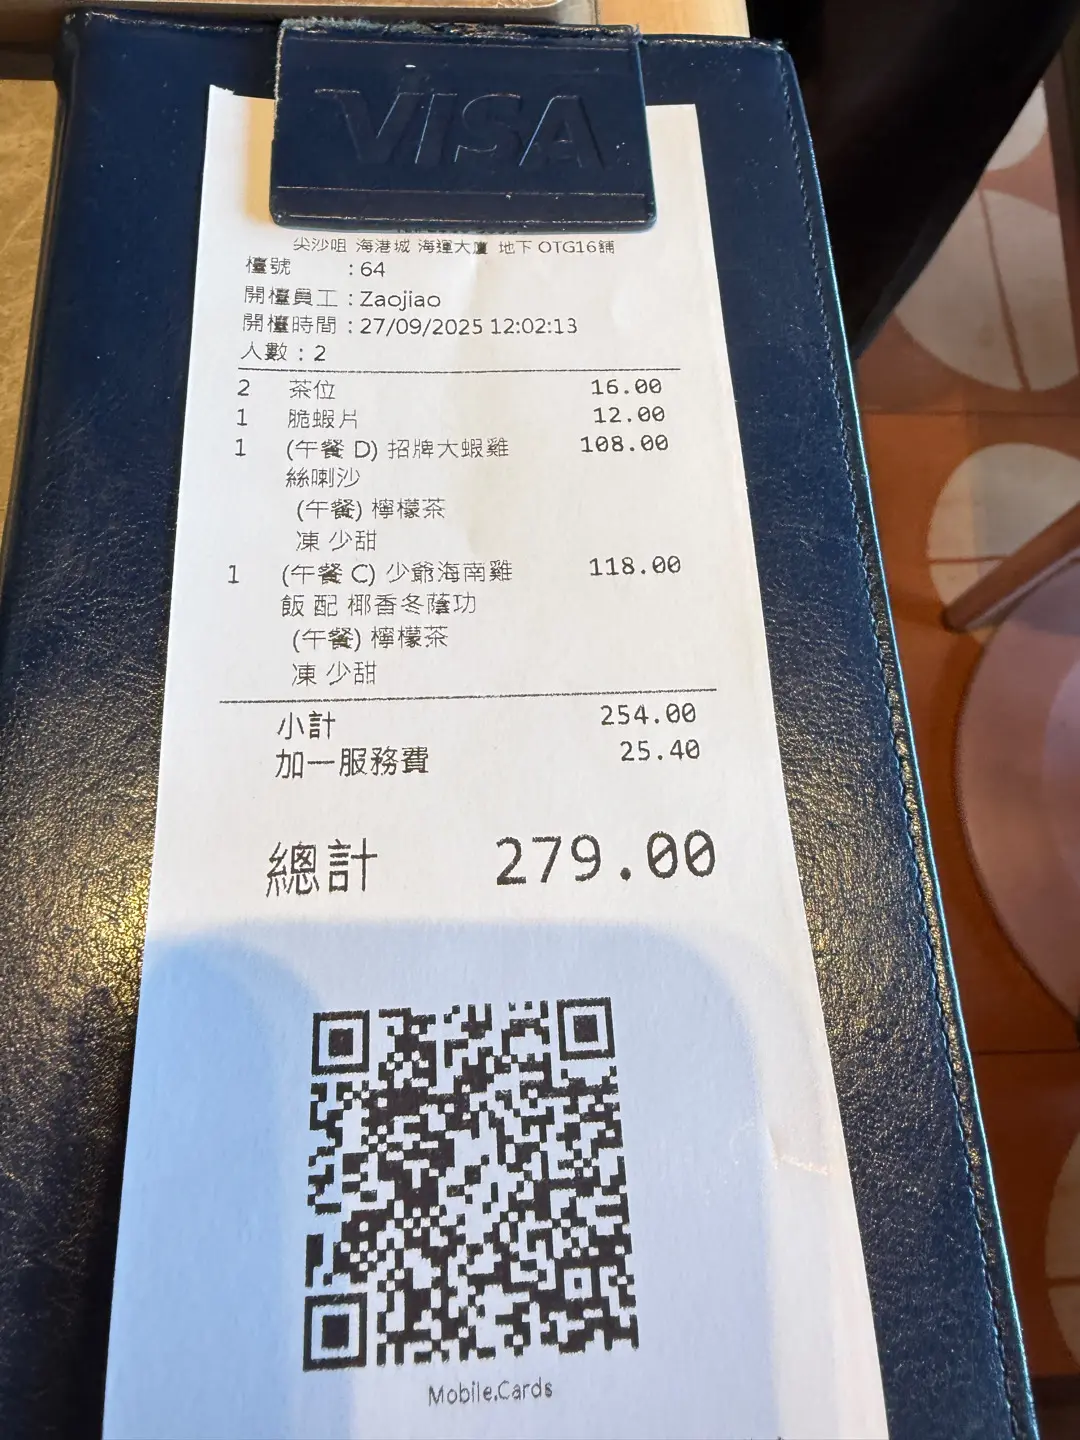 VISA
尖沙咀 海港城 海運大廈 地下 OTG16舖
檯號 : 64
開檯員工 : Zaojiao
開檯時間 : 27/09/2025 12:02:13
人數 : 2
2 茶位 16.00
1 脆蝦片 12.00
1 (午餐 D) 招牌大蝦雞 108.00
絲喇沙
(午餐) 檸檬茶
凍 少甜
1 (午餐 C) 少爺海南雞 118.00
飯 配 椰香冬蔭功
(午餐) 檸檬茶
凍 少甜
小計 254.00
加一服務費 25.40
總計 279.00
Mobile.Cards